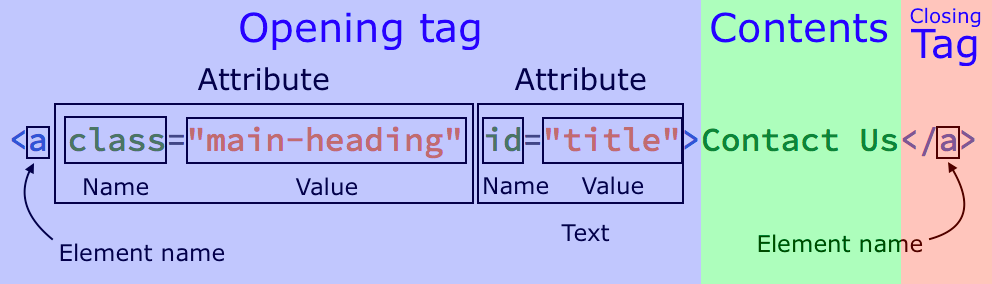 Opening tag
Contents
Closing
Tag
Attribute
Attribute
<a class="main-heading" id="title">Contact Us</a>
Name
Value
Name
Value
Text
Element name
Element name